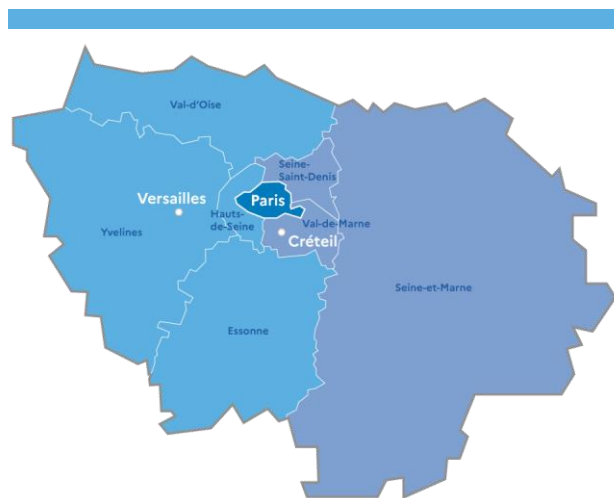 Val-d'Oise
Seine-
Saint-Denis
Versailles
Paris
Hauts-
de-Seine
Val-de-Marne
Yvelines
Créteil
Seine-et-Marne
Essonne